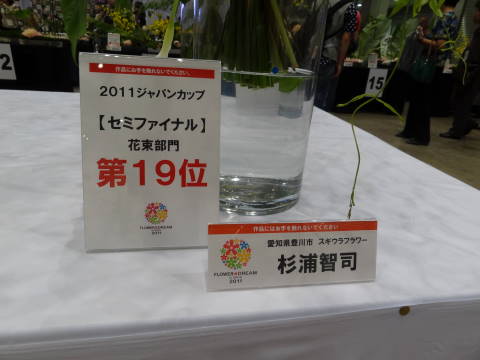 作品にお手を触れないでください。
2011ジャパンカップ
【セミファイナル】
花束部門
第19位
FLOWER DREAM
2011
作品にはお手を触れないでください
愛知県豊川市 スギウラフラワー
杉浦智司
FLOWER DREAM
2011
2
15